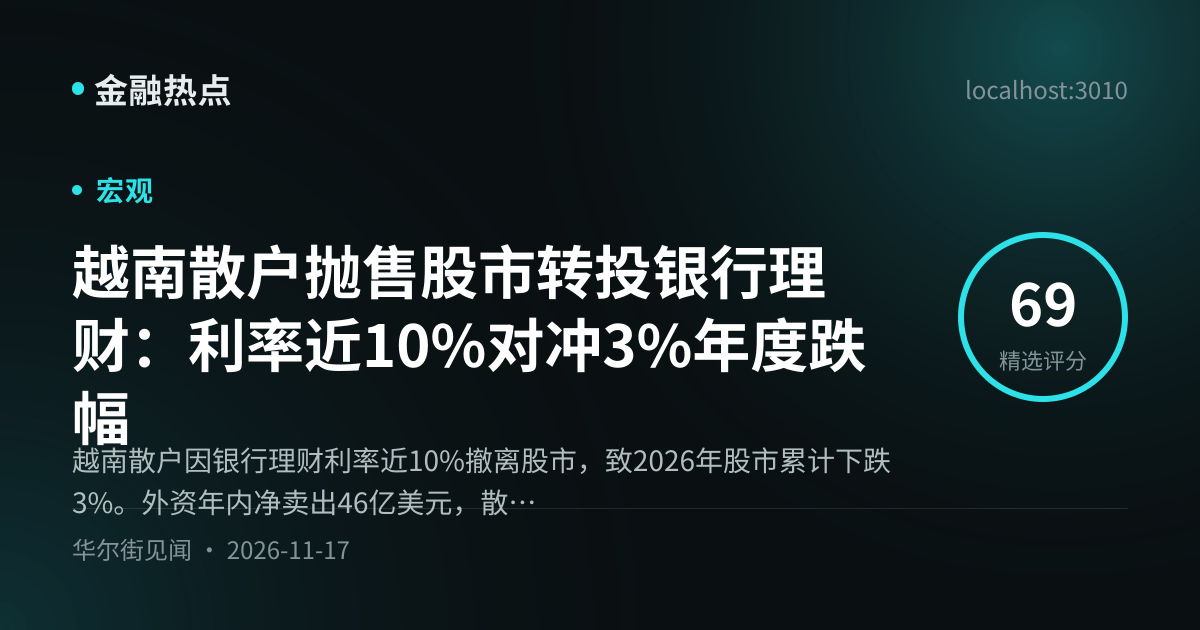 金融热点
localhost:3010
宏观
越南散户抛售股市转投银行理
财：利率近10%对冲3%年度跌
幅
69
精选评分
越南散户因银行理财利率近10%撤离股市，致2026年股市累计下跌
3%。外资年内净卖出46亿美元，散…
华尔街见闻 · 2026-11-17